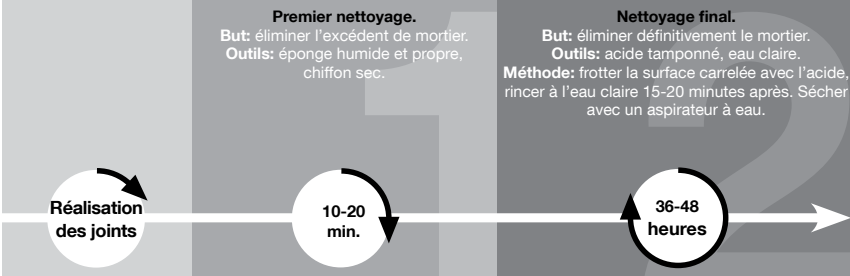 Premier nettoyage.
But: éliminer l'excédent de mortier.
Outils: éponge humide et propre,
chiffon sec.
1
Nettoyage final.
But: éliminer définitivement le mortier.
Outils: acide tamponné, eau claire.
Méthode: frotter la surface carrelée avec l'acide,
rincer à l'eau claire 15-20 minutes après. Sécher
avec un aspirateur à eau.
2
Réalisation
des joints
10-20
min.
36-48
heures